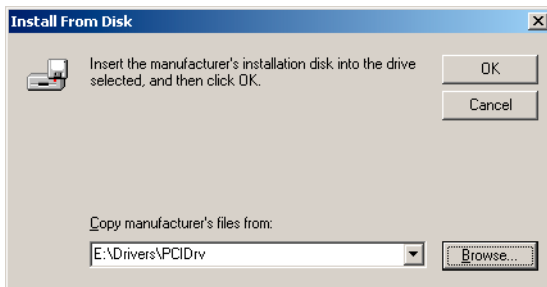 Install From Disk
Insert the manufacturer's installation disk into the drive
selected, and then click OK.
OK
Cancel
Copy manufacturer's files from:
E:\Drivers\PCIDrv
Browse...